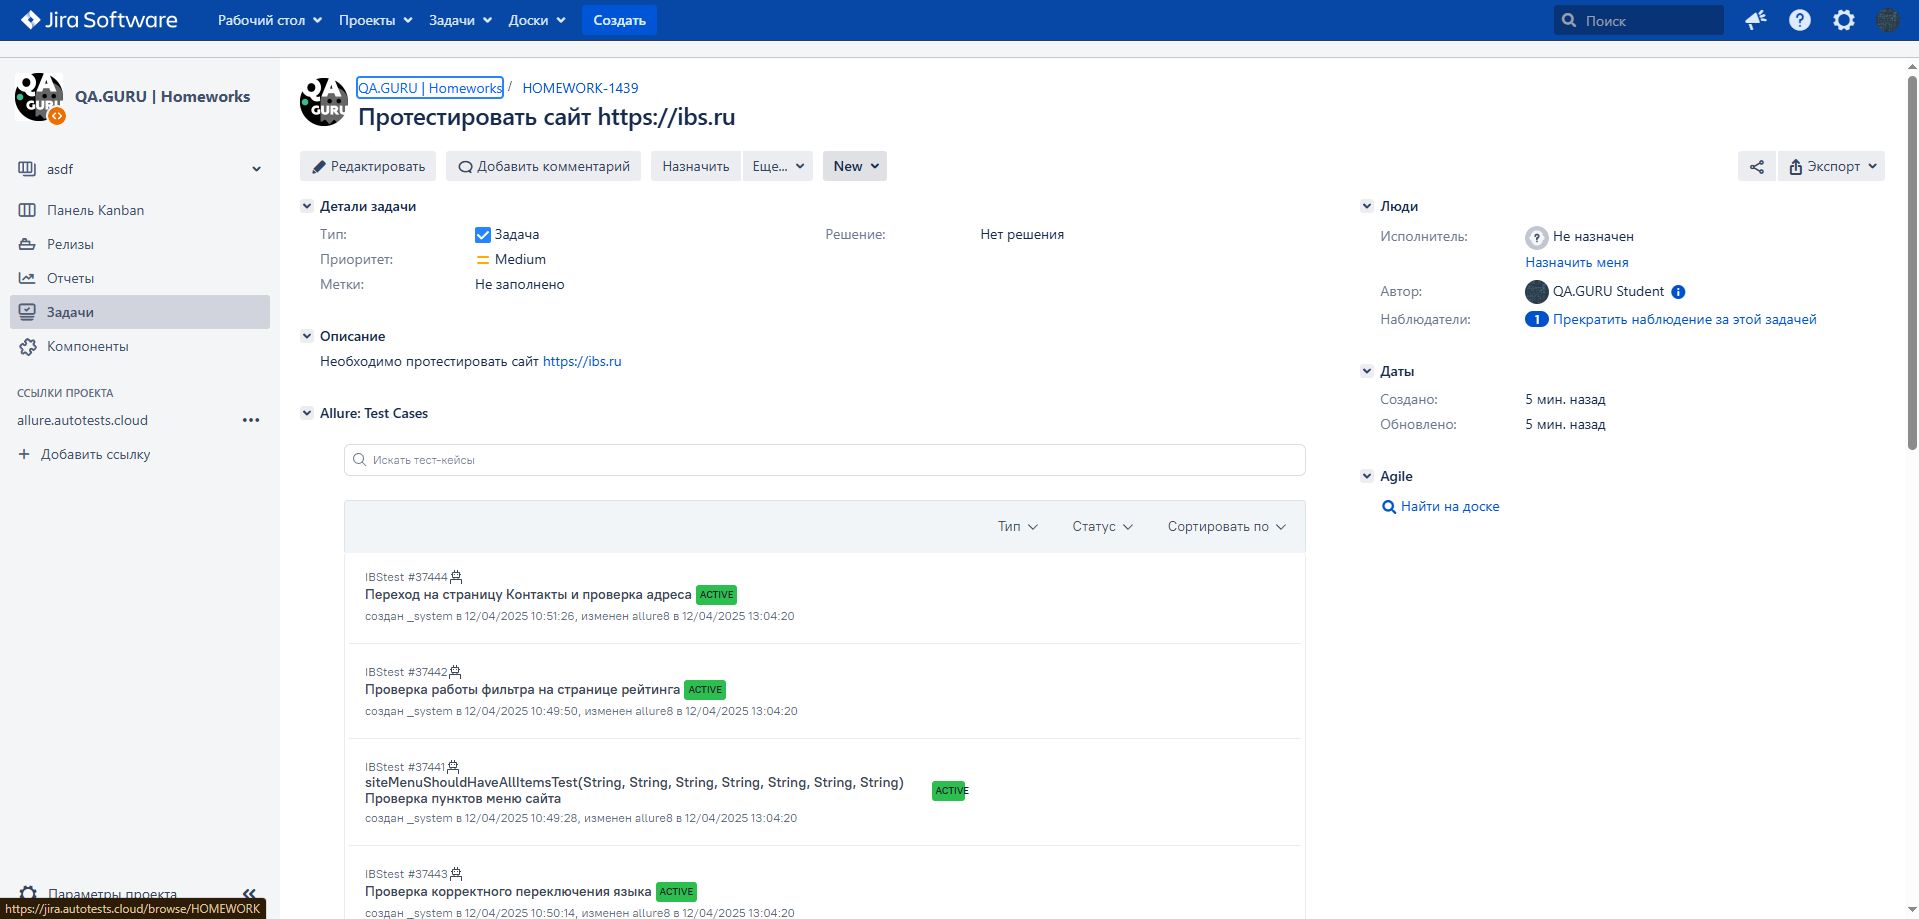 Jira Software Рабочий стол Проекты Задачи Доски Создать Поиск
QA.GURU | Homeworks
asdf
Панель Kanban
Релизы
Отчеты
Задачи
Компоненты
ССЫЛКИ ПРОЕКТА
allure.autotests.cloud
Добавить ссылку
Параметры проекта
https://jira.autotests.cloud/browse/HOMEWORK
QA GURU
QA.GURU | Homeworks / HOMEWORK-1439
Протестировать сайт https://ibs.ru
Редактировать Добавить комментарий Назначить Еще... New Экспорт
Детали задачи
Тип: Задача Решение: Нет решения
Приоритет: Medium
Метки: Не заполнено
Описание
Необходимо протестировать сайт https://ibs.ru
Allure: Test Cases
Искать тест-кейсы
Тип Статус Сортировать по
IBStest #37444
Переход на страницу Контакты и проверка адреса ACTIVE
создан _system в 12/04/2025 10:51:26, изменен allure8 в 12/04/2025 13:04:20
IBStest #37442
Проверка работы фильтра на странице рейтинга ACTIVE
создан _system в 12/04/2025 10:49:50, изменен allure8 в 12/04/2025 13:04:20
IBStest #37441
siteMenuShouldHaveAllItemsTest(String, String, String, String, String, String, String) ACTIVE
Проверка пунктов меню сайта
создан _system в 12/04/2025 10:49:28, изменен allure8 в 12/04/2025 13:04:20
IBStest #37443
Проверка корректного переключения языка ACTIVE
создан _system в 12/04/2025 10:50:14, изменен allure8 в 12/04/2025 13:04:20
Люди
Исполнитель: Не назначен
Назначить меня
Автор: QA.GURU Student
Наблюдатели: 1 Прекратить наблюдение за этой задачей
Даты
Создано: 5 мин. назад
Обновлено: 5 мин. назад
Agile
Найти на доске